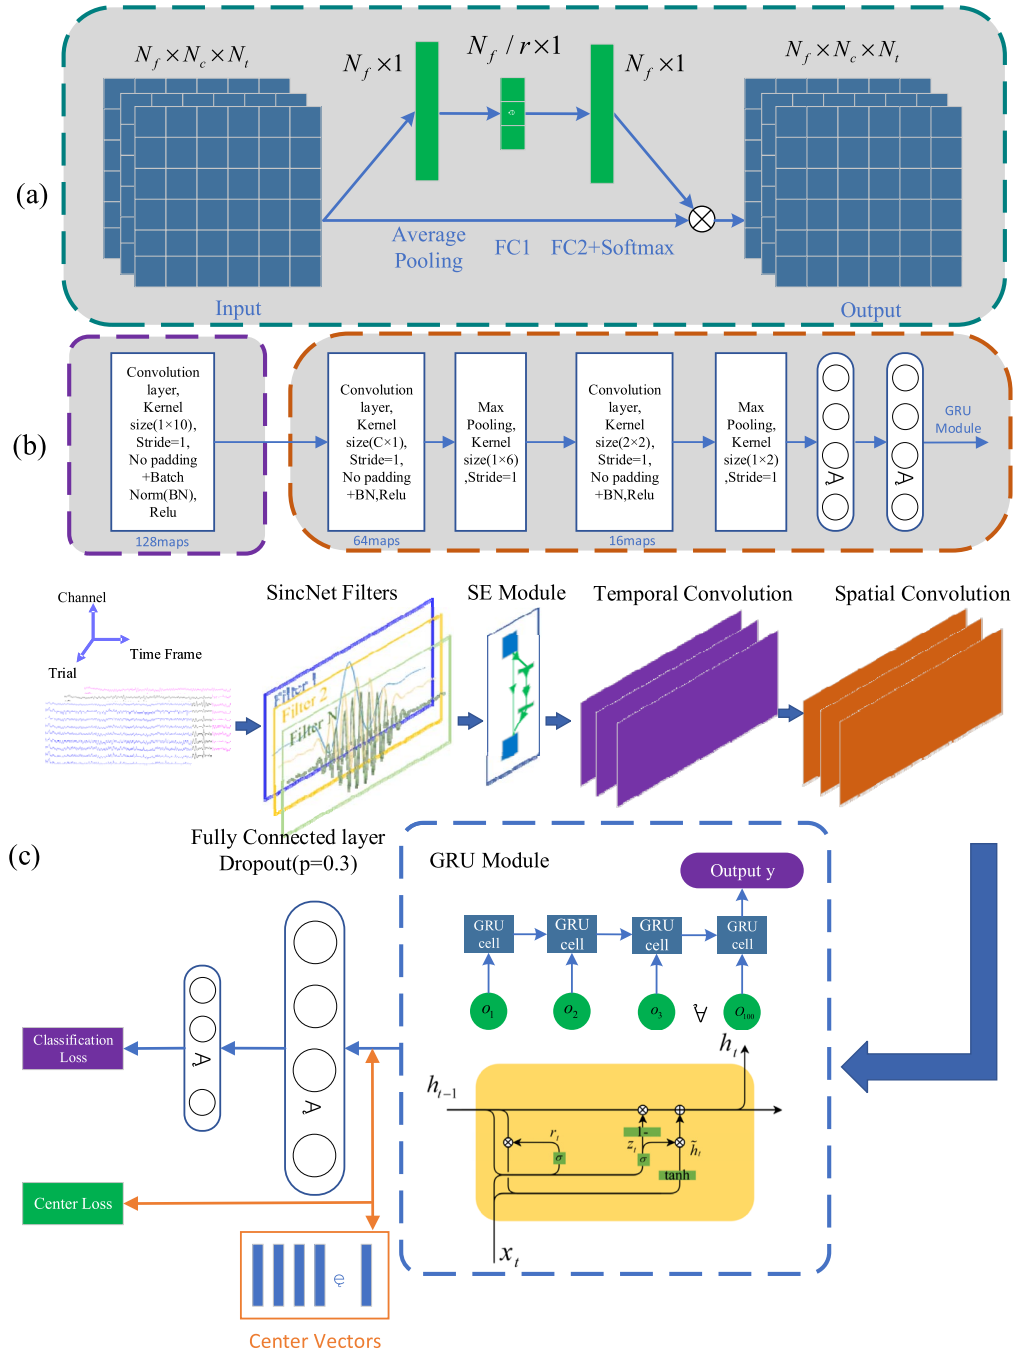 (a)
N_f × N_c × N_t
N_f × 1
N_f / r × 1
N_f × 1
N_f × N_c × N_t
Average
Pooling
FC1
FC2+Softmax
Input
Output
(b)
Convolution
layer,
Kernel
size(1×10),
Stride=1,
No padding
+Batch
Norm(BN),
Relu
128maps
Convolution
layer,
Kernel
size(C×1),
Stride=1,
No padding
+BN,Relu
64maps
Max
Pooling,
Kernel
size(1×6)
,Stride=1
Convolution
layer,
Kernel
size(2×2),
Stride=1,
No padding
+BN,Relu
16maps
Max
Pooling,
Kernel
size(1×2)
,Stride=1
GRU
Module
(c)
Channel
Time Frame
Trial
SincNet Filters
Filter 1
Filter 2
Filter N
SE Module
Temporal Convolution
Spatial Convolution
Fully Connected layer
Dropout(p=0.3)
GRU Module
Output y
GRU
cell
GRU
cell
GRU
cell
GRU
cell
o_1
o_2
o_3
∀
O_100
h_t
h_{t-1}
r_t
σ
z_t
1-
σ
h̃_t
tanh
x_t
Classification
Loss
Center Loss
Center Vectors